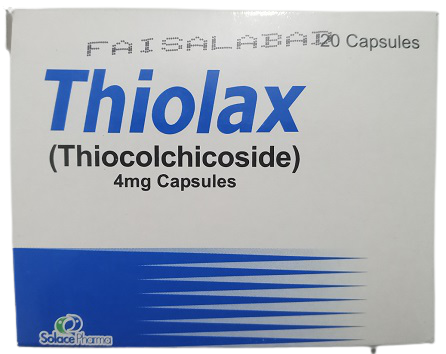 FAISALABAD
20 Capsules
Thiolax
(Thiocolchicoside)
4mg Capsules
Solace Pharma